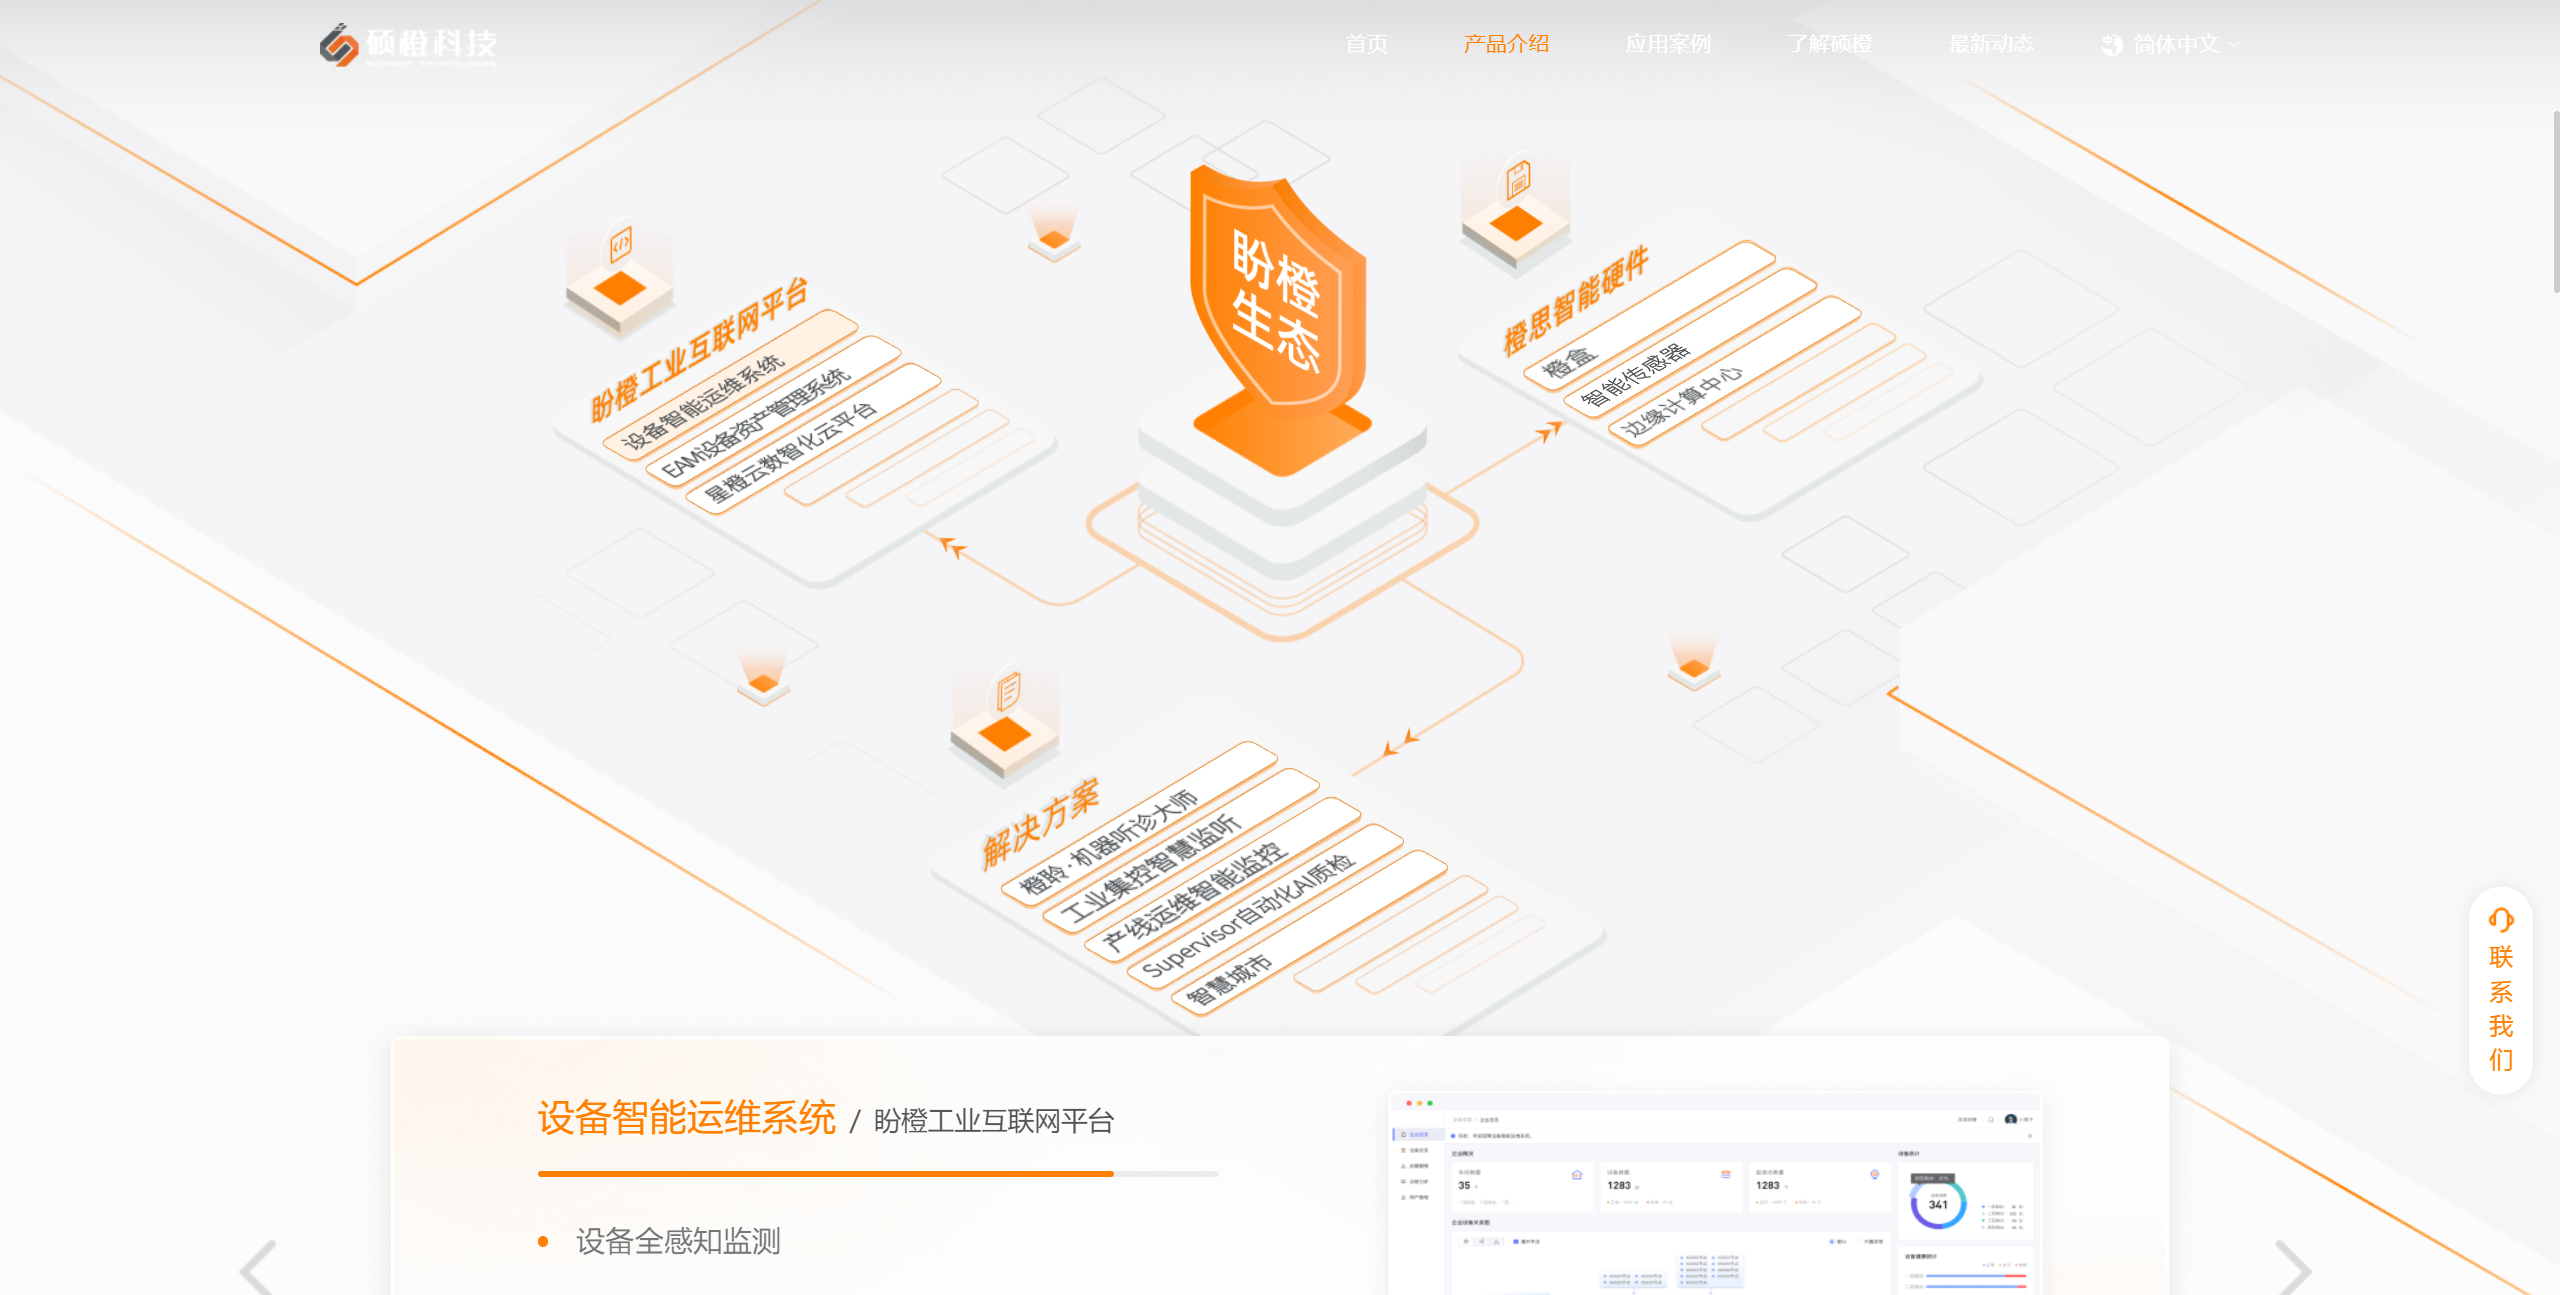 硕橙科技
SUCHEON TECHNOLOGIES
首页
产品介绍
应用案例
了解硕橙
最新动态
简体中文
盼橙
生态
盼橙工业互联网平台
设备智能运维系统
EAM设备资产管理系统
星橙云数智化云平台
橙思智能硬件
橙盒
智能传感器
边缘计算中心
解决方案
橙聆·机器听诊大师
工业集控智慧监听
产线运维智能监控
Supervisor自动化AI质检
智慧城市
联系我们
设备智能运维系统 / 盼橙工业互联网平台
设备全感知监测
35
1283
1283
341